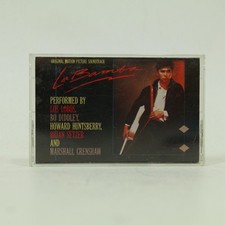 ORIGINAL MOTION PICTURE SOUNDTRACK
La Bamba
PERFORMED BY
LOS LOBOS,
BO DIDDLEY,
HOWARD HUNTSBERRY,
BRIAN SETZER
AND
MARSHALL CRENSHAW